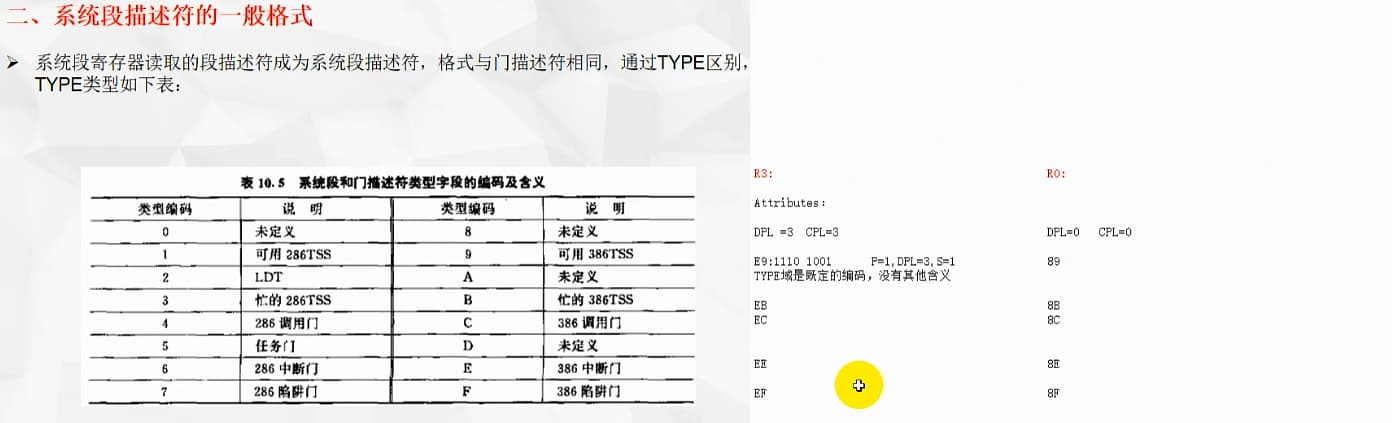 二、系统段描述符的一般格式
➢ 系统段寄存器读取的段描述符成为系统段描述符，格式与门描述符相同，通过TYPE区别，
TYPE类型如下表：
表 10.5 系统段和门描述符类型字段的编码及含义
类型编码 说 明 类型编码 说 明
0 未定义 8 未定义
1 可用 286TSS 9 可用 386TSS
2 LDT A 未定义
3 忙的 286TSS B 忙的 386TSS
4 286 调用门 C 386 调用门
5 任务门 D 未定义
6 286 中断门 E 386 中断门
7 286 陷阱门 F 386 陷阱门
R3: R0:
Attributes:
DPL =3 CPL=3 DPL=0 CPL=0
E9:1110 1001 P=1,DPL=3,S=1 89
TYPE域是既定的编码，没有其他含义
EB 8B
EC 8C
EE 8E
EF 8F